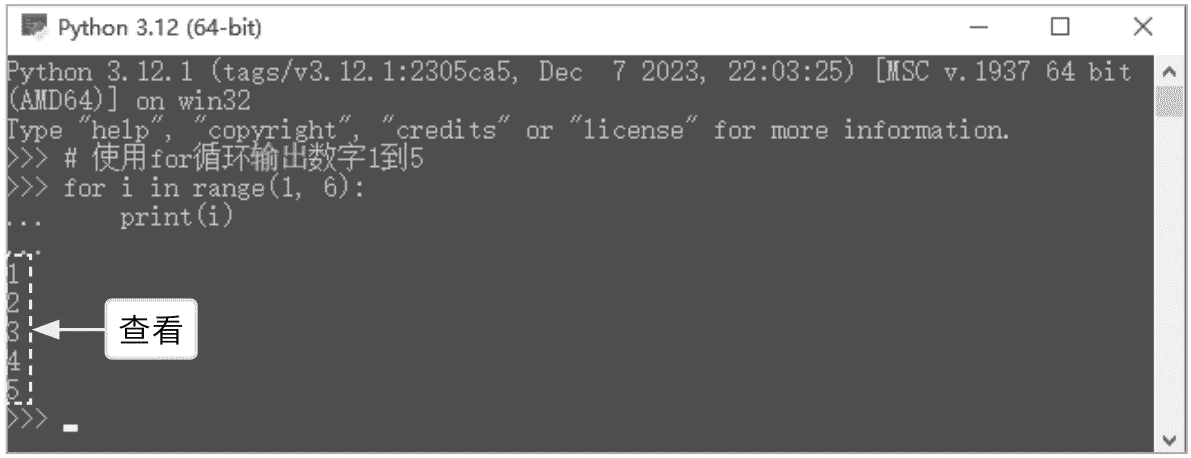 Python 3.12 (64-bit)
Python 3.12.1 (tags/v3.12.1:2305ca5, Dec  7 2023, 22:03:25) [MSC v.1937 64 bit
(AMD64)] on win32
Type "help", "copyright", "credits" or "license" for more information.
>>> # 使用for循环输出数字1到5
>>> for i in range(1, 6):
...     print(i)
...
1
2
3
查看
4
5
>>>